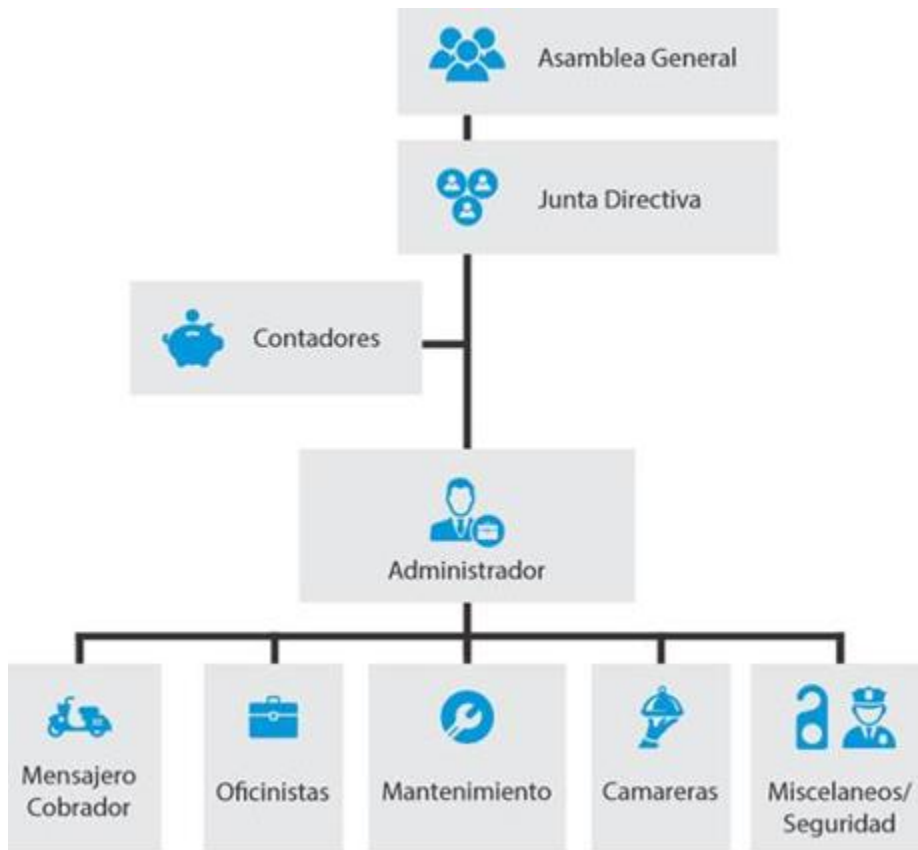 Asamblea General
Junta Directiva
Contadores
Administrador
Mensajero
Cobrador
Oficinistas
Mantenimiento
Camareras
Miscelaneos/
Seguridad